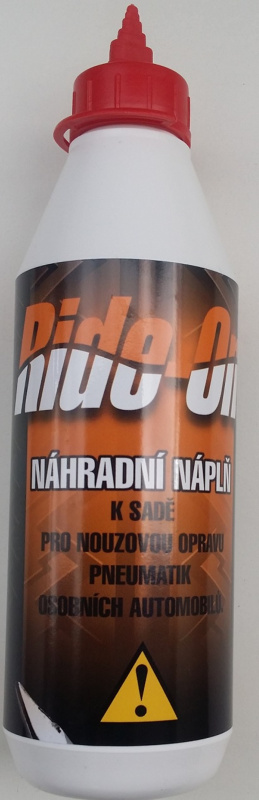 Ride-On
NÁHRADNÍ NÁPLŇ
K SADĚ
PRO NOUZOVOU OPRAVU
PNEUMATIK
OSOBNÍCH AUTOMOBILŮ
!